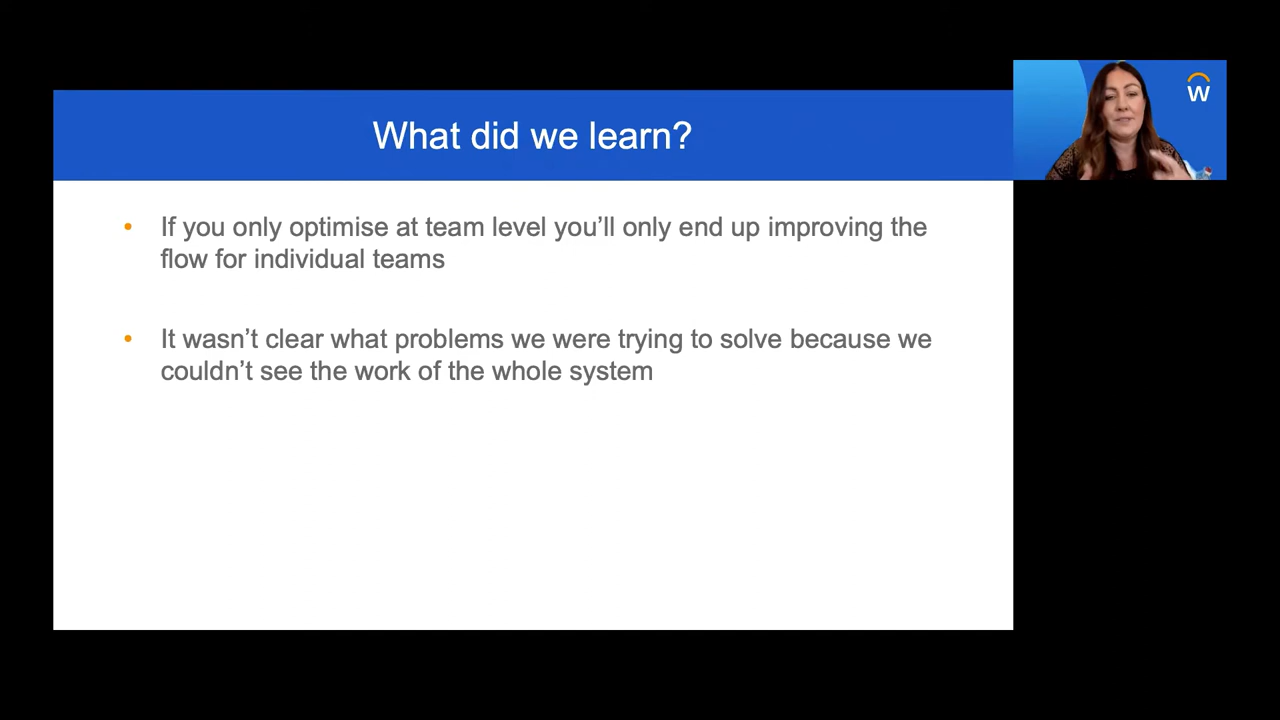 What did we learn?
W
• If you only optimise at team level you’ll only end up improving the
flow for individual teams
• It wasn’t clear what problems we were trying to solve because we
couldn’t see the work of the whole system